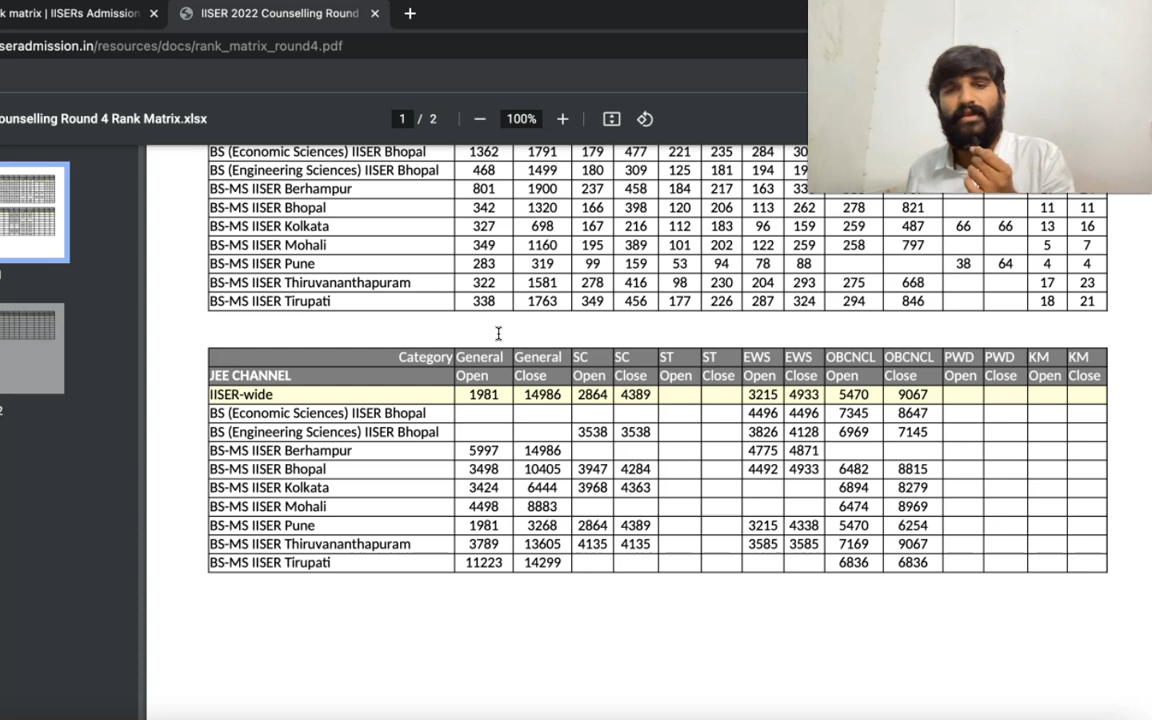 k matrix | IISERs Admission × IISER 2022 Counselling Round × +
seradmission.in/resources/docs/rank_matrix_round4.pdf
ounselling Round 4 Rank Matrix.xlsx 1 / 2 − 100% +
BS (Economic Sciences) IISER Bhopal 1362 1791 179 477 221 235 284
BS (Engineering Sciences) IISER Bhopal 468 1499 180 309 125 181 194
BS-MS IISER Berhampur 801 1900 237 458 184 217 163
BS-MS IISER Bhopal 342 1320 166 398 120 206 113 262 278 821 11 11
BS-MS IISER Kolkata 327 698 167 216 112 183 96 159 259 487 66 66 13 16
BS-MS IISER Mohali 349 1160 195 389 101 202 122 259 258 797 5 7
BS-MS IISER Pune 283 319 99 159 53 94 78 88 38 64 4 4
BS-MS IISER Thiruvananthapuram 322 1581 278 416 98 230 204 293 275 668 17 23
BS-MS IISER Tirupati 338 1763 349 456 177 226 287 324 294 846 18 21
Category General General SC SC ST ST EWS EWS OBCNCL OBCNCL PWD PWD KM KM
JEE CHANNEL Open Close Open Close Open Close Open Close Open Close Open Close Open Close
IISER-wide 1981 14986 2864 4389 3215 4933 5470 9067
BS (Economic Sciences) IISER Bhopal 4496 4496 7345 8647
BS (Engineering Sciences) IISER Bhopal 3538 3538 3826 4128 6969 7145
BS-MS IISER Berhampur 5997 14986 4775 4871
BS-MS IISER Bhopal 3498 10405 3947 4284 4492 4933 6482 8815
BS-MS IISER Kolkata 3424 6444 3968 4363 6894 8279
BS-MS IISER Mohali 4498 8883 6474 8969
BS-MS IISER Pune 1981 3268 2864 4389 3215 4338 5470 6254
BS-MS IISER Thiruvananthapuram 3789 13605 4135 4135 3585 3585 7169 9067
BS-MS IISER Tirupati 11223 14299 6836 6836